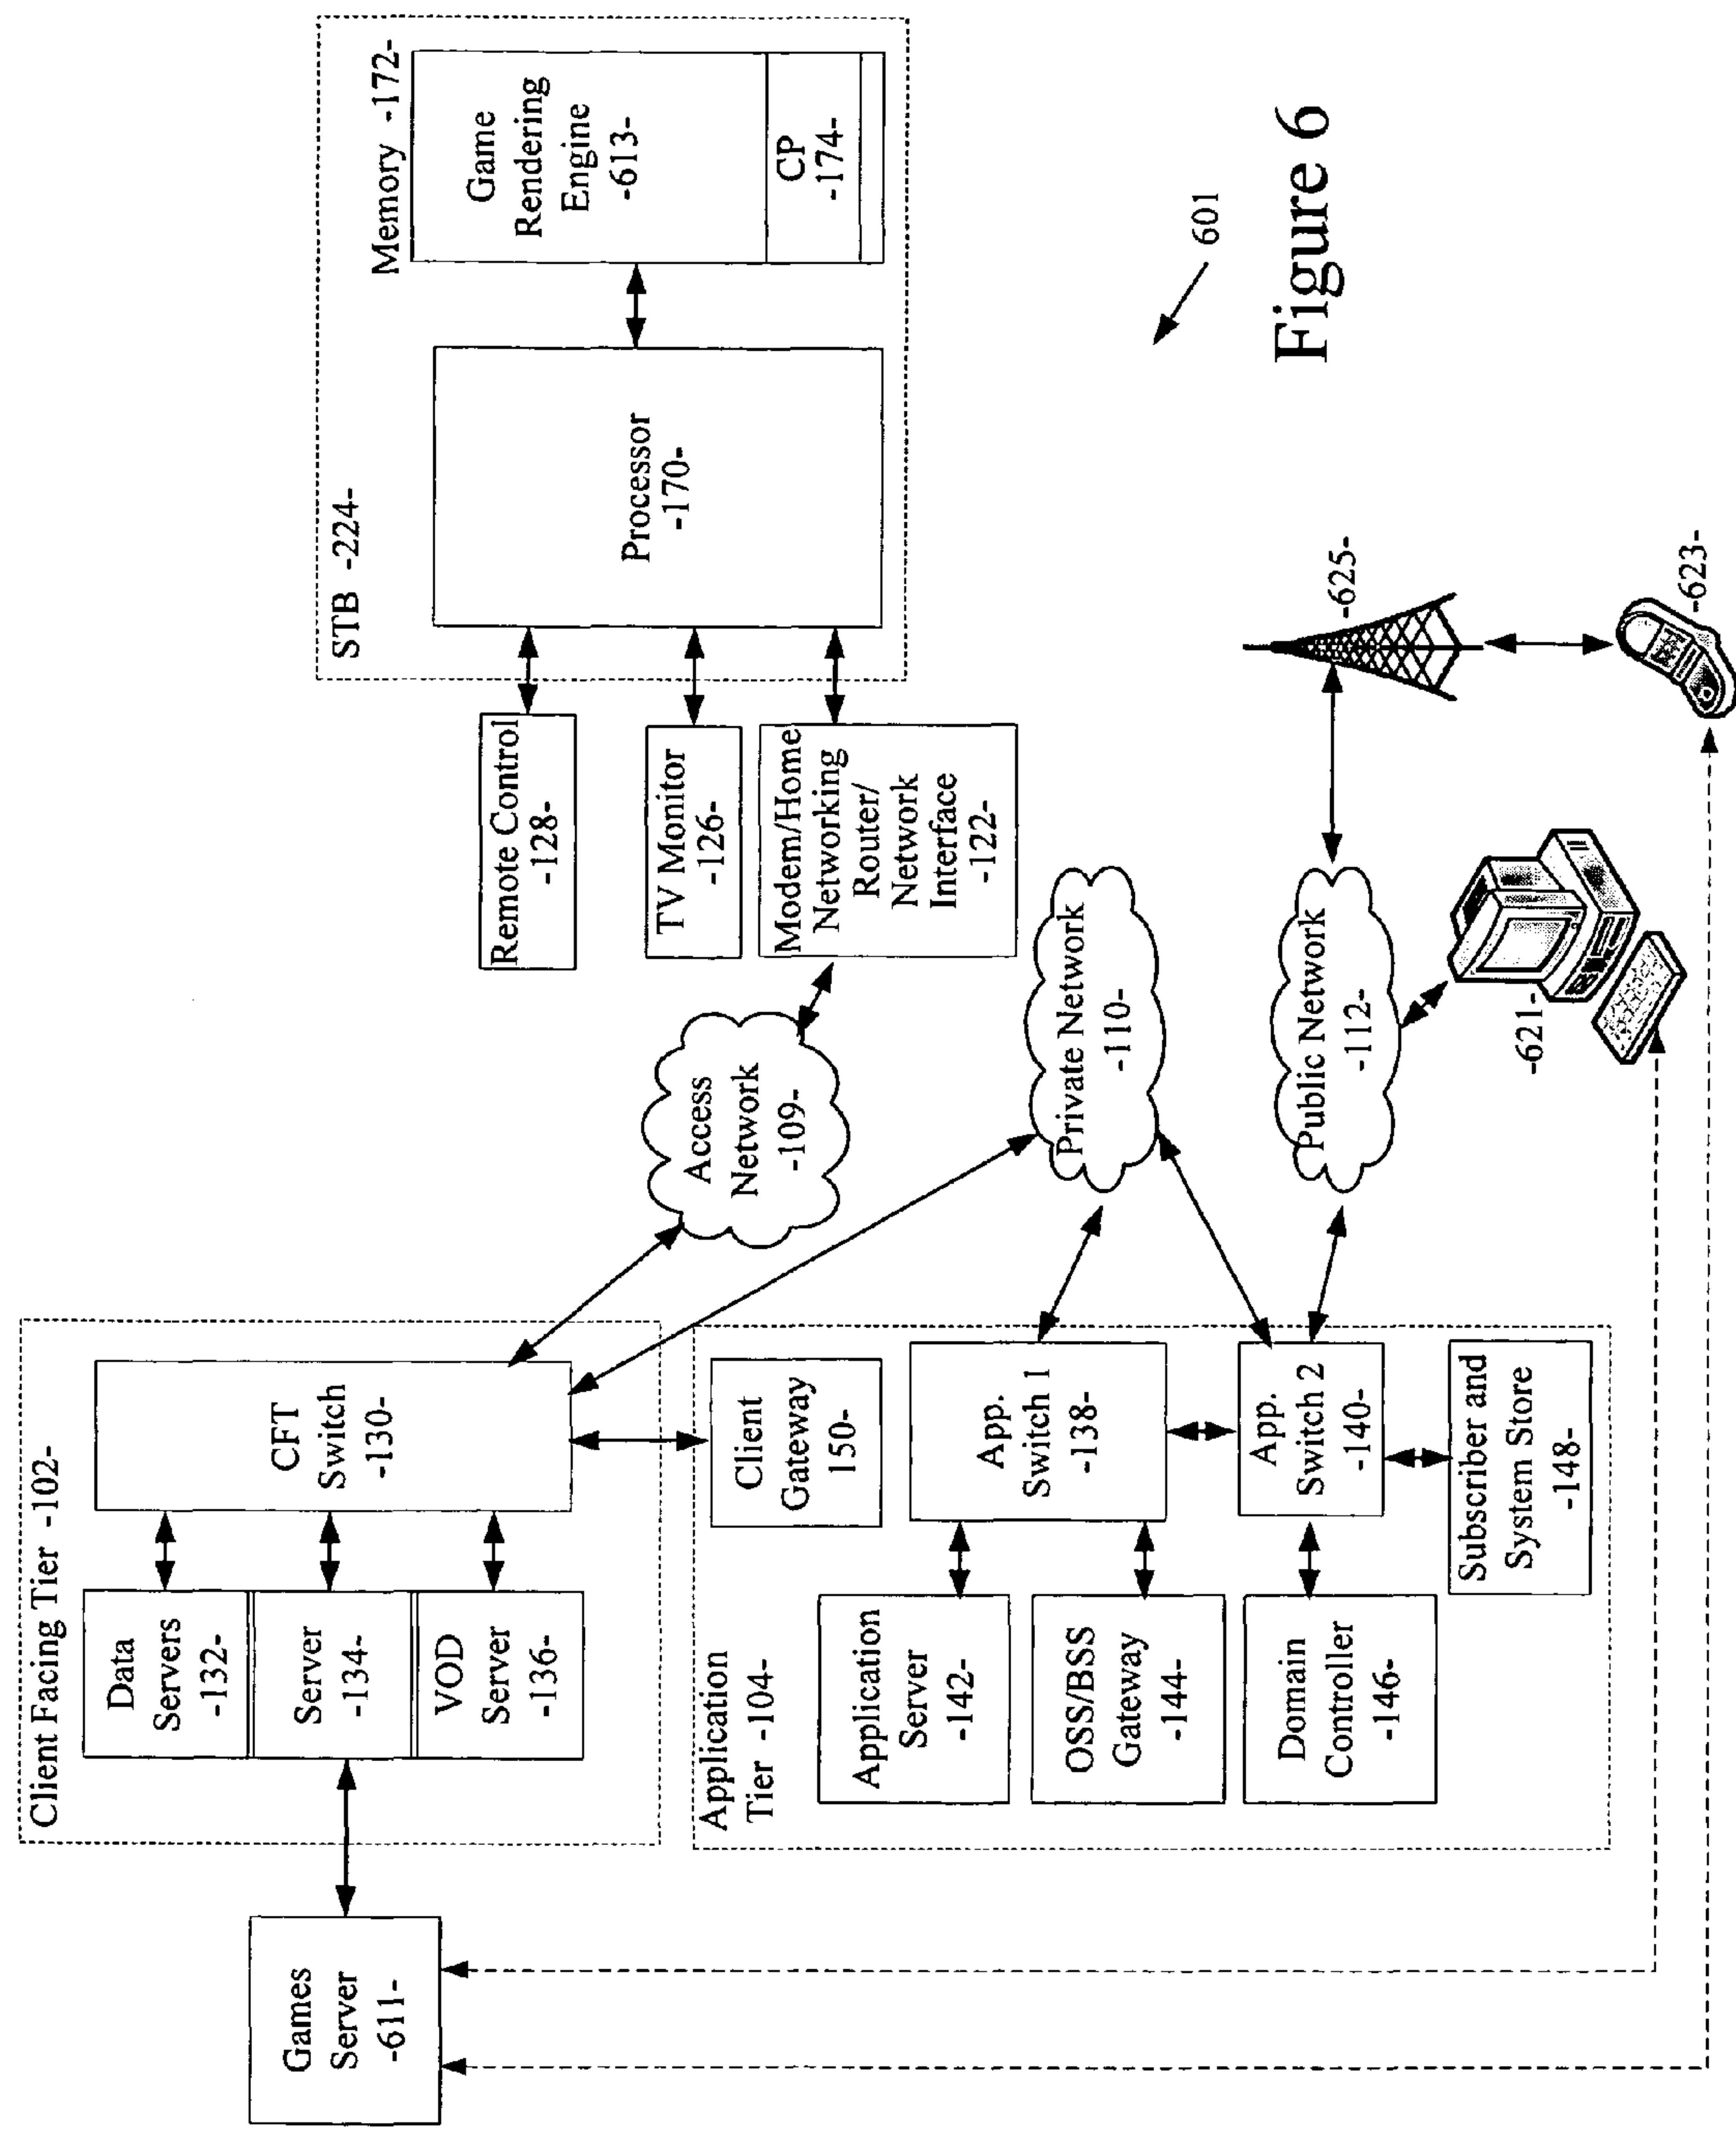 Client Facing Tier -102-
Data
Servers
-132-
Server
-134-
VOD
Server
-136-
CFT
Switch
-130-
Games
Server
-611-
Application
Tier -104-
Client
Gateway
150-
Application
Server
-142-
App.
Switch 1
-138-
OSS/BSS
Gateway
-144-
Domain
Controller
-146-
App.
Switch 2
-140-
Subscriber and
System Store
-148-
Access
Network
-109-
Private Network
-110-
Public Network
-112-
STB -224-
Memory -172-
Remote Control
-128-
TV Monitor
-126-
Modem/Home
Networking
Router/
Network
Interface
-122-
Processor
-170-
Game
Rendering
Engine
-613-
CP
-174-
-621-
-625-
-623-
601
Figure 6